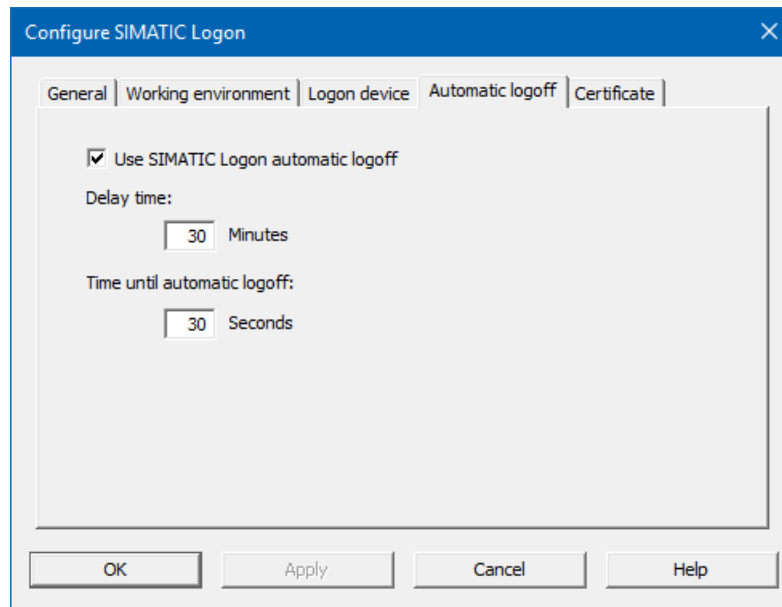 Configure SIMATIC Logon
General Working environment Logon device Automatic logoff Certificate
Use SIMATIC Logon automatic logoff
Delay time:
30 Minutes
Time until automatic logoff:
30 Seconds
OK Apply Cancel Help